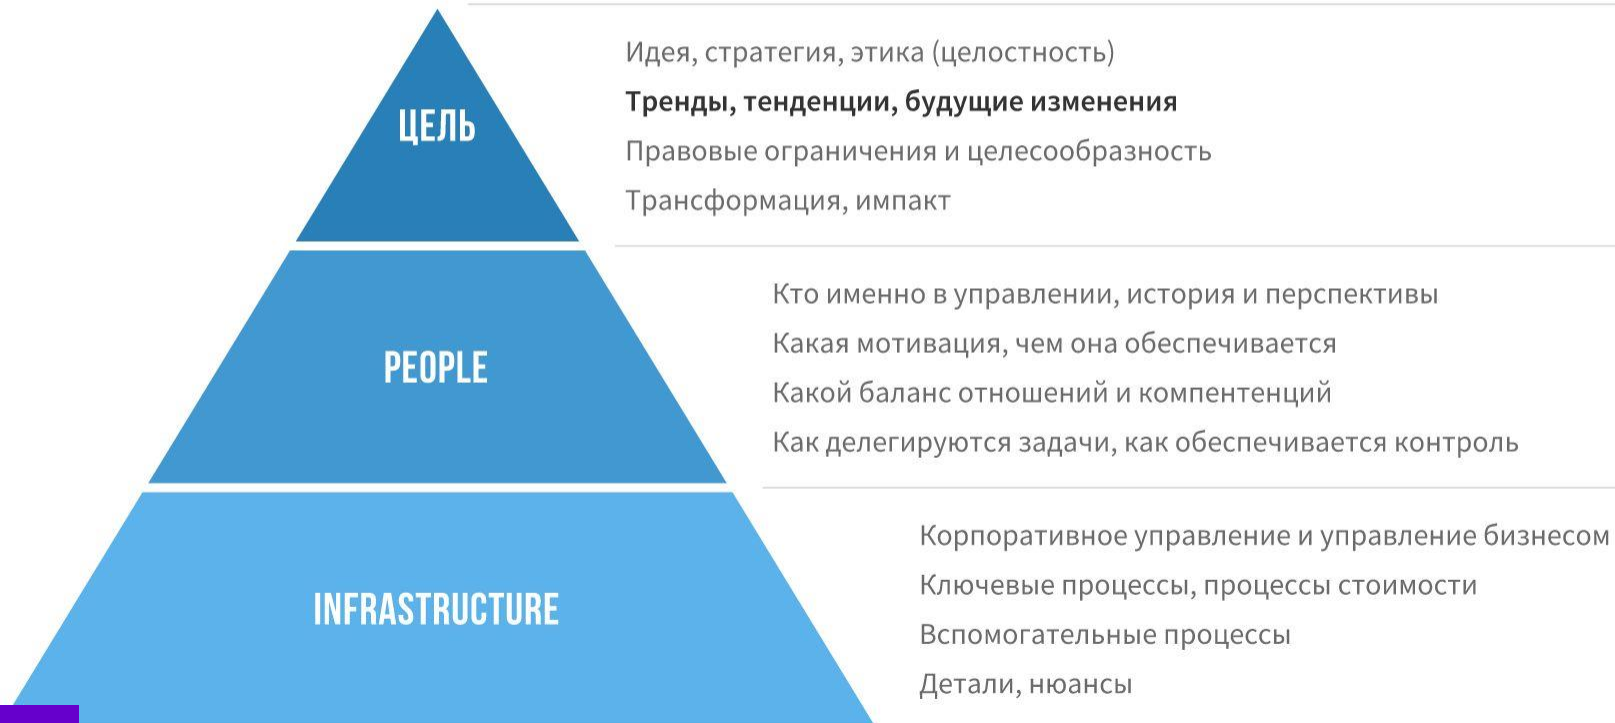 ЦЕЛЬ
Идея, стратегия, этика (целостность)
Тренды, тенденции, будущие изменения
Правовые ограничения и целесообразность
Трансформация, импакт
PEOPLE
Кто именно в управлении, история и перспективы
Какая мотивация, чем она обеспечивается
Какой баланс отношений и компентенций
Как делегируются задачи, как обеспечивается контроль
INFRASTRUCTURE
Корпоративное управление и управление бизнесом
Ключевые процессы, процессы стоимости
Вспомогательные процессы
Детали, нюансы